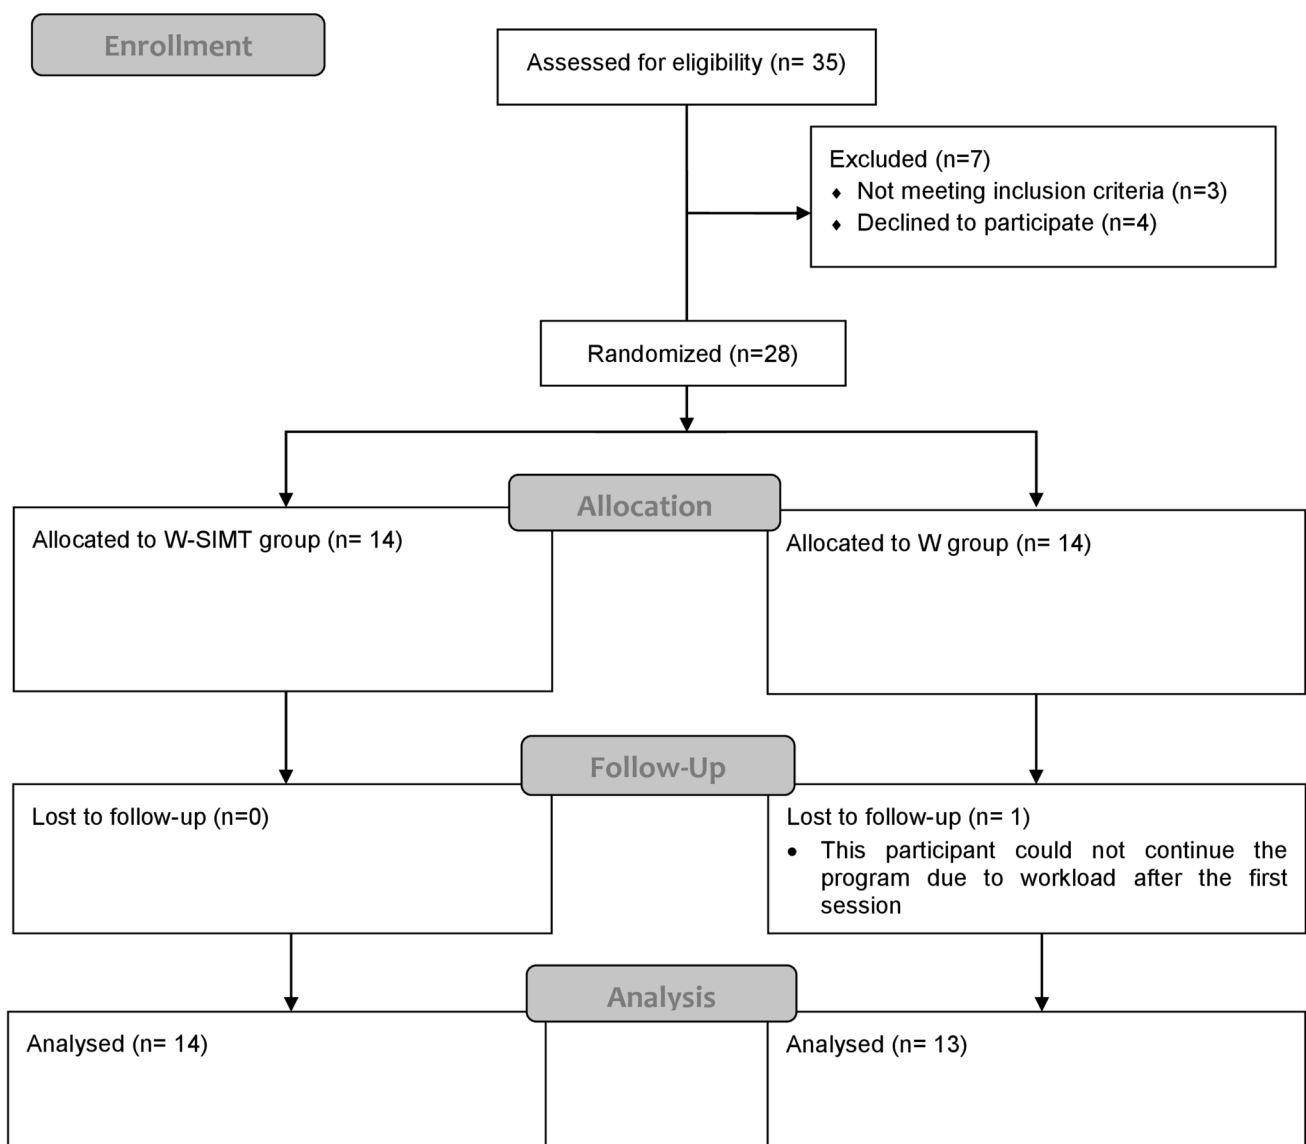 Enrollment
Assessed for eligibility (n= 35)
Excluded (n=7)
♦ Not meeting inclusion criteria (n=3)
♦ Declined to participate (n=4)
Randomized (n=28)
Allocation
Allocated to W-SIMT group (n= 14)
Allocated to W group (n= 14)
Follow-Up
Lost to follow-up (n=0)
Lost to follow-up (n= 1)
• This participant could not continue the
program due to workload after the first
session
Analysis
Analysed (n= 14)
Analysed (n= 13)